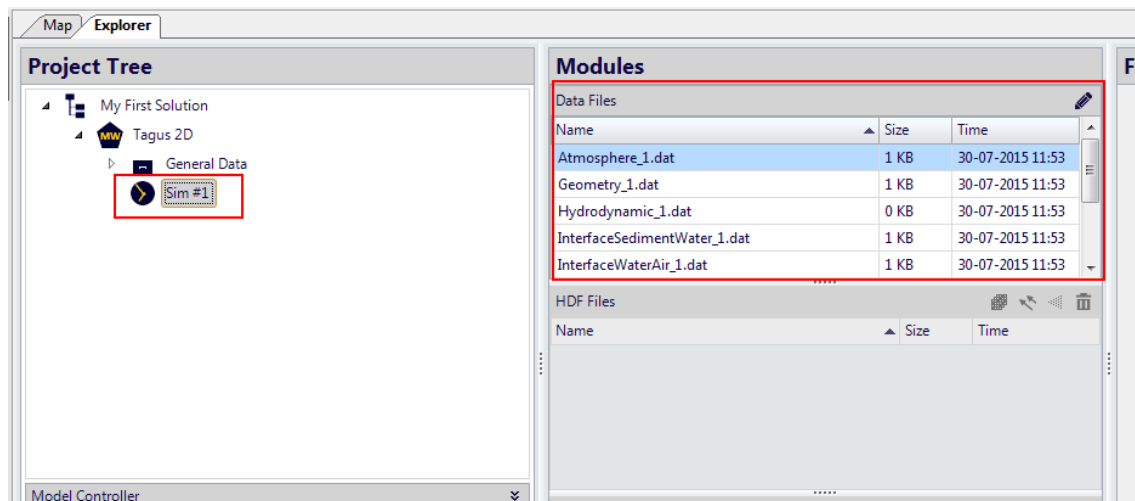 Map Explorer
Project Tree
My First Solution
MW Tagus 2D
General Data
Sim #1
Model Controller
Modules
Data Files
Name Size Time
Atmosphere_1.dat 1 KB 30-07-2015 11:53
Geometry_1.dat 1 KB 30-07-2015 11:53
Hydrodynamic_1.dat 0 KB 30-07-2015 11:53
InterfaceSedimentWater_1.dat 1 KB 30-07-2015 11:53
InterfaceWaterAir_1.dat 1 KB 30-07-2015 11:53
HDF Files
Name Size Time
F